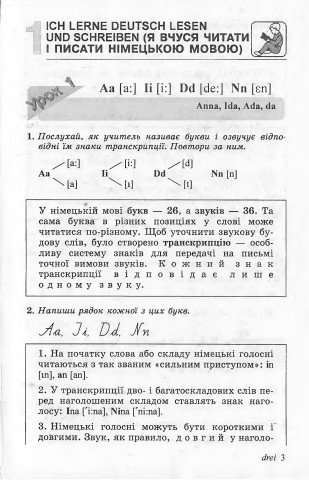 1
ICH LERNE DEUTSCH LESEN
UND SCHREIBEN (Я ВЧУСЯ ЧИТАТИ
І ПИСАТИ НІМЕЦЬКОЮ МОВОЮ)
Урок 1
Aa [a:] Ii [i:] Dd [de:] Nn [ɛn]
Anna, Ida, Ada, da
1. Послухай, як учитель називає букви і озвучує відпо-
відні їм знаки транскрипції. Повтори за ним.
[a:] [i:] [d]
Aa Ii Dd Nn [n]
[a] [ɪ] [t]
У німецькій мові букв — 26, а звуків — 36. Та
сама буква в різних позиціях у слові може
читатися по-різному. Щоб уточнити звукову бу-
дову слів, було створено транскрипцію — особ-
ливу систему знаків для передачі на письмі
точної вимови звуків. Кожний знак
транскрипції відповідає лише
одному звуку.
2. Напиши рядок кожної з цих букв.
Aa, Ii, Dd, Nn
1. На початку слова або складу німецькі голосні
читаються з так званим «сильним приступом»: in
[ɪn], an [an].
2. У транскрипції дво- і багатоскладових слів пе-
ред наголошеним складом ставлять знак наго-
лосу: Ina ['i:na], Nina ['ni:na].
3. Німецькі голосні можуть бути короткими і
довгими. Звук, як правило, довгий у наголо-
drei 3